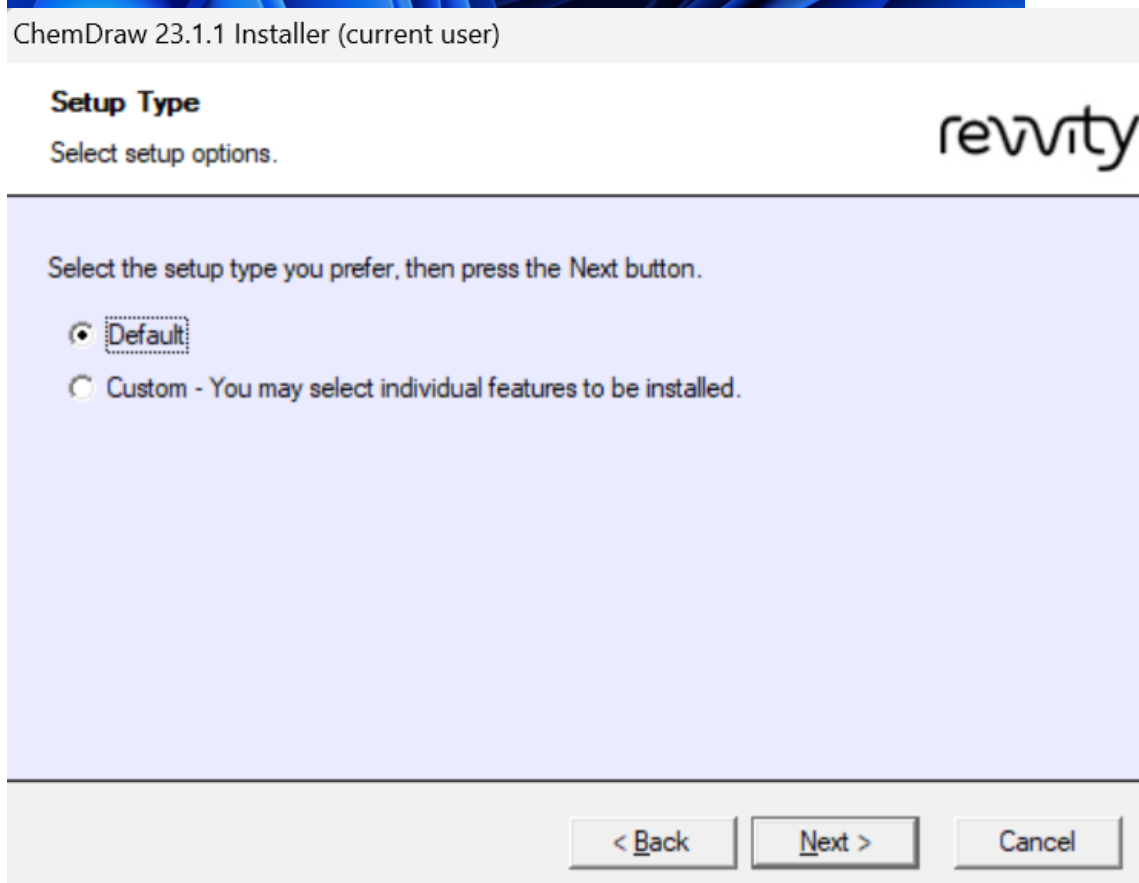 ChemDraw 23.1.1 Installer (current user)
Setup Type
revvity
Select setup options.
Select the setup type you prefer, then press the Next button.
Default
Custom - You may select individual features to be installed.
< Back
Next >
Cancel